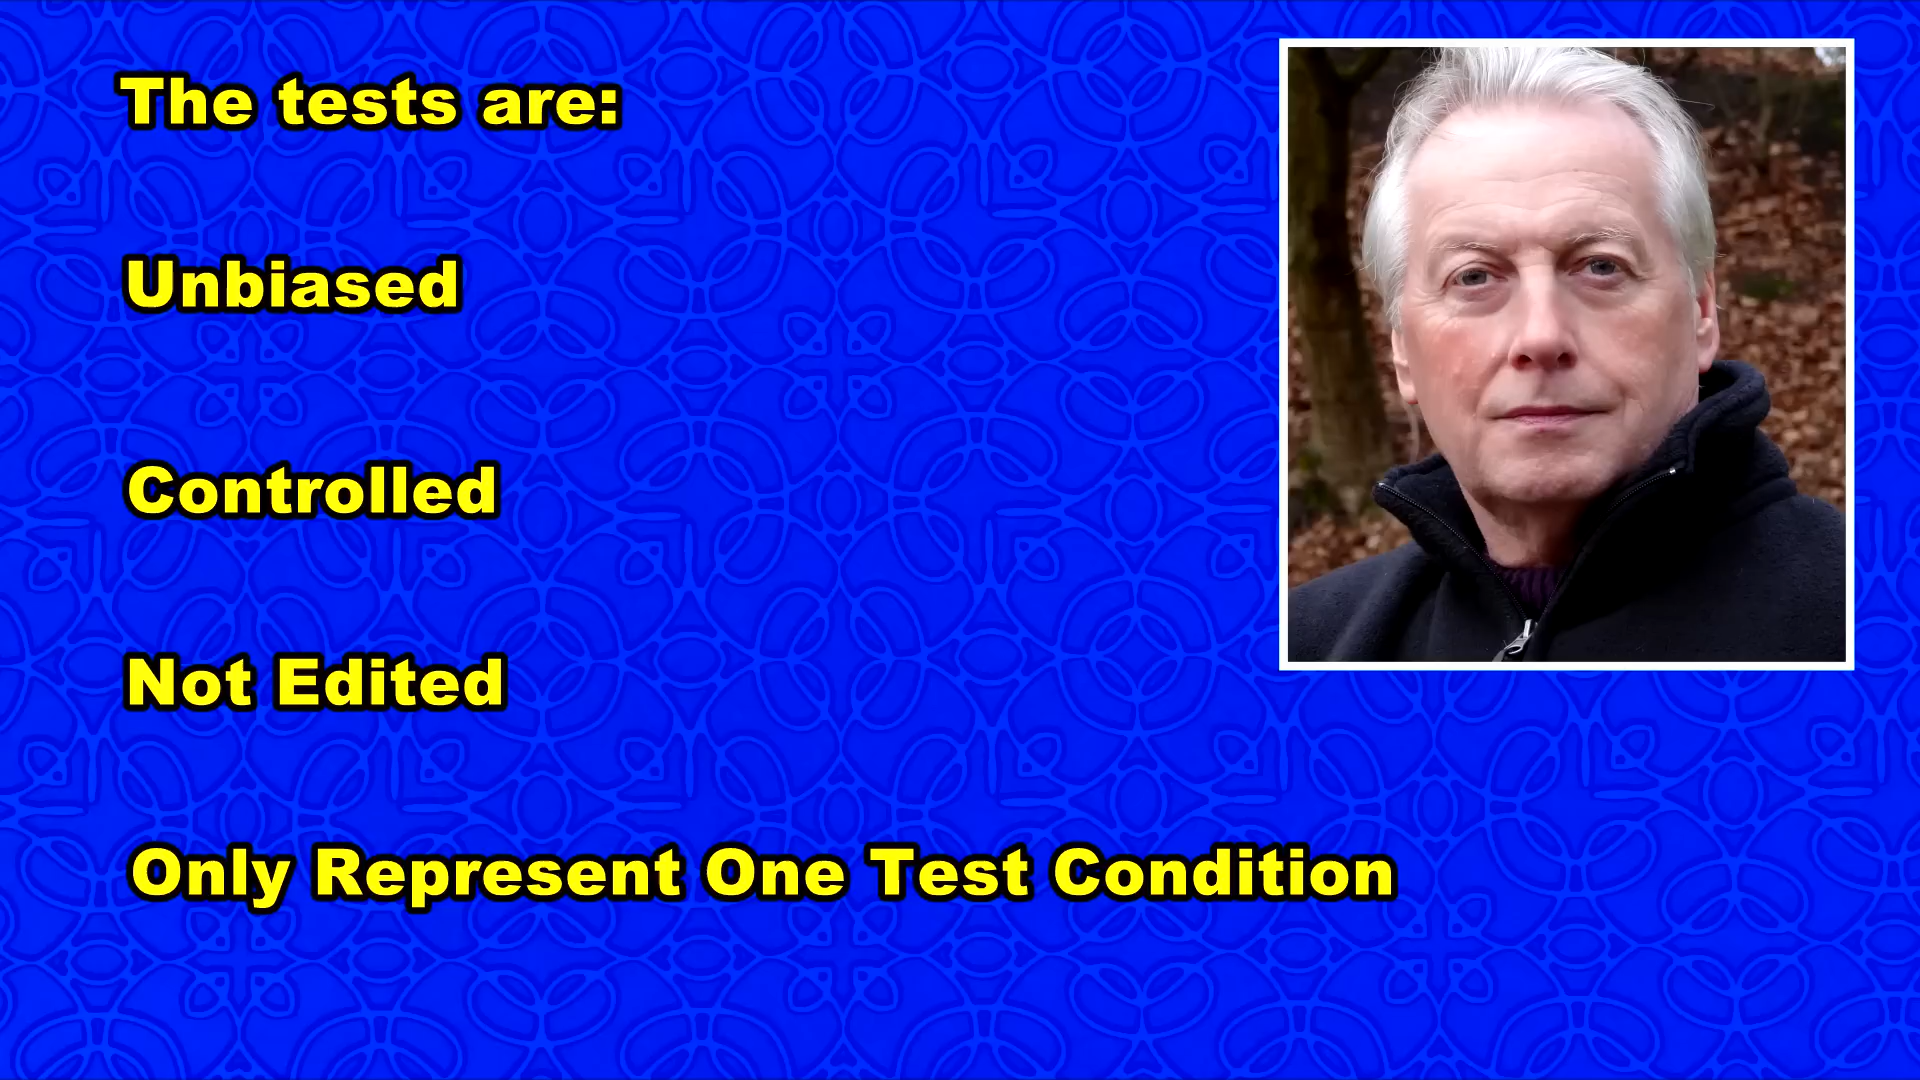 The tests are:
Unbiased
Controlled
Not Edited
Only Represent One Test Condition